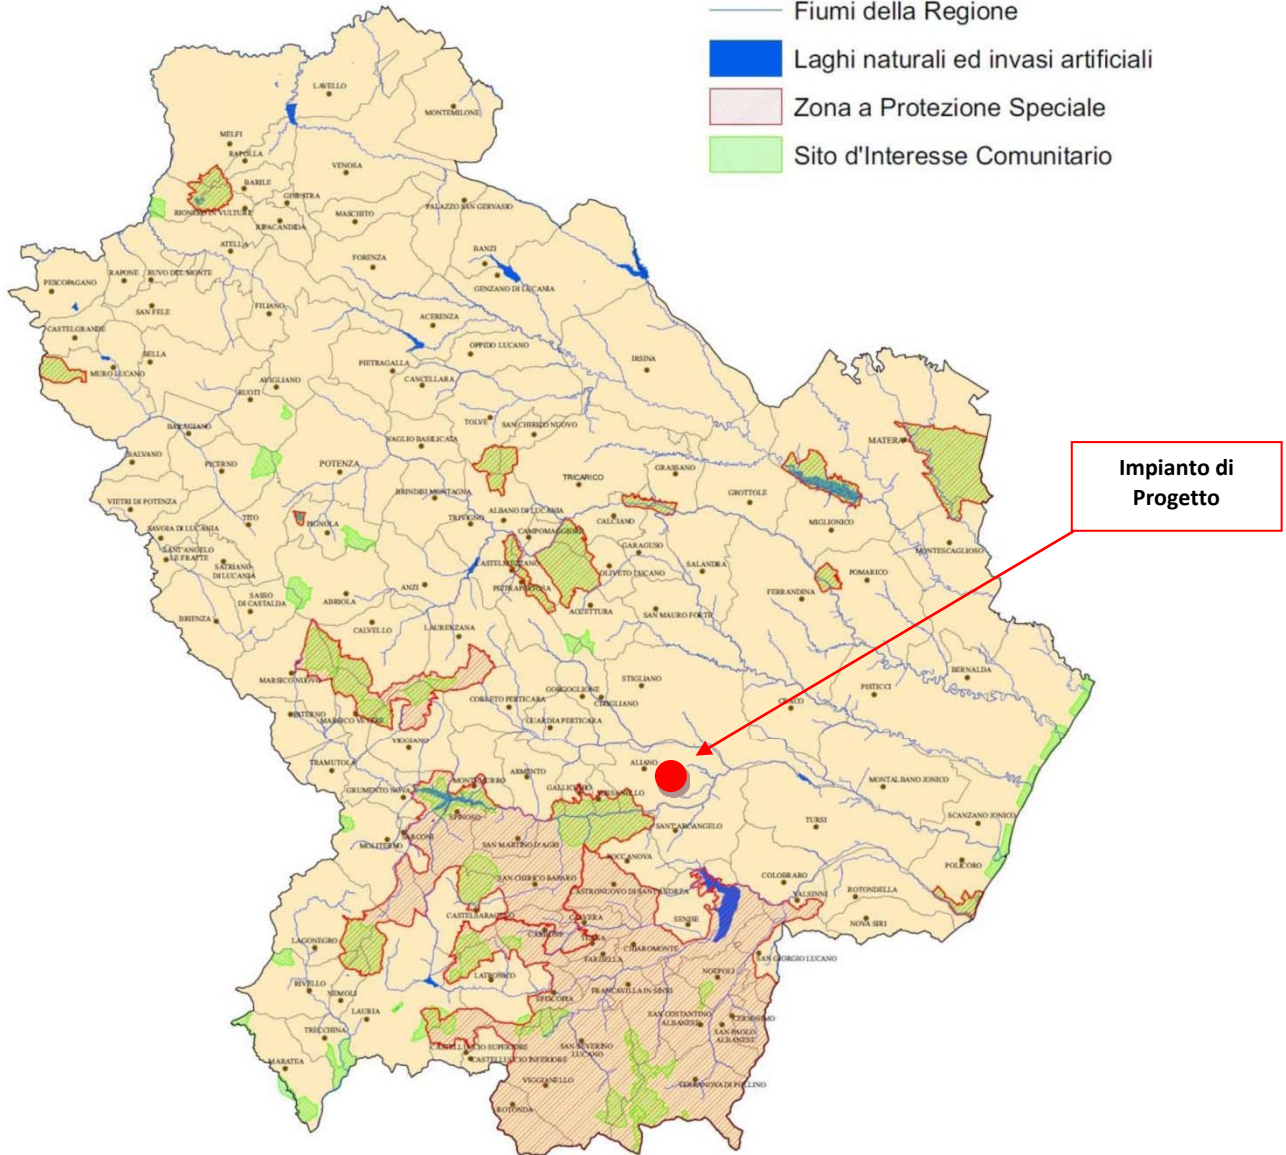 Fiumi della Regione
Laghi naturali ed invasi artificiali
Zona a Protezione Speciale
Sito d'Interesse Comunitario
Impianto di
Progetto
LAVELLO
MONTEMILONE
MELFI
RAPOLLA
VENOSA
BARILE
GINESTRA
PALAZZO SAN GERVASIO
RIONERO IN VULTURE
MASCHITO
RIPACANDIDA
ATELLA
BANZI
FORENZA
RAPONE
RUVO DEL MONTE
PESCOPAGANO
GENZANO DI LUCANIA
SAN FELE
FILIANO
ACERENZA
CASTELGRANDE
OPPIDO LUCANO
BELLA
IRSINA
PIETRAGALLA
MURO LUCANO
CANCELLARA
AVIGLIANO
RUOTI
TOLVE
SAN CHIRICO NUOVO
BARAGIANO
VAGLIO BASILICATA
MATERA
BALVANO
PICERNO
POTENZA
GRASSANO
TRICARICO
BRINDISI MONTAGNA
GROTTOLE
VIETRI DI POTENZA
ALBANO DI LUCANIA
TITO
TRIVIGNO
CALCIANO
PIGNOLA
MIGLIONICO
SAVOIA DI LUCANIA
CAMPOMAGGIORE
GARAGUSO
MONTESCAGLIOSO
SANT'ANGELO
LE FRATTE
SATRIANO
DI LUCANIA
CASTELMEZZANO
OLIVETO LUCANO
SALANDRA
POMARICO
PIETRAPERTOSA
ANZI
SASSO
DI CASTALDA
ABRIOLA
FERRANDINA
ACCETTURA
SAN MAURO FORTE
BRIENZA
CALVELLO
LAURENZANA
BERNALDA
MARSICO NUOVO
STIGLIANO
PISTICCI
GORGOGLIONE
CIRIGLIANO
CORLETO PERTICARA
CRACO
PATERNO
MARSICO VETERE
GUARDIA PERTICARA
VIGGIANO
TRAMUTOLA
ALIANO
ARMENTO
MONTALBANO JONICO
MONTEMURRO
GALLICCHIO
MISSANELLO
GRUMENTO NOVA
SPINOSO
TURSI
SCANZANO JONICO
SANT'ARCANGELO
SARCONI
MOLITERNO
SAN MARTINO D'AGRI
ROCCANOVA
POLICORO
COLOBRARO
SAN CHIRICO RAPARO
CASTRONUOVO DI SANT'ANDREA
VALSINNI
ROTONDELLA
CASTELSARACENO
SENISE
NOVA SIRI
CALVERA
CARBONE
TEANA
LAGONEGRO
CHIAROMONTE
FARDELLA
SAN GIORGIO LUCANO
LATRONICO
NOEPOLI
RIVELLO
FRANCAVILLA IN SINNI
NEMOLI
EPISCOPIA
LAURIA
SAN COSTANTINO
ALBANESE
CERSOSIMO
TRECCHINA
SAN PAOLO
ALBANESE
SAN SEVERINO
LUCANO
CASTELLUCCIO SUPERIORE
CASTELLUCCIO INFERIORE
MARATEA
VIGGIANELLO
TERRANOVA DI POLLINO
ROTONDA